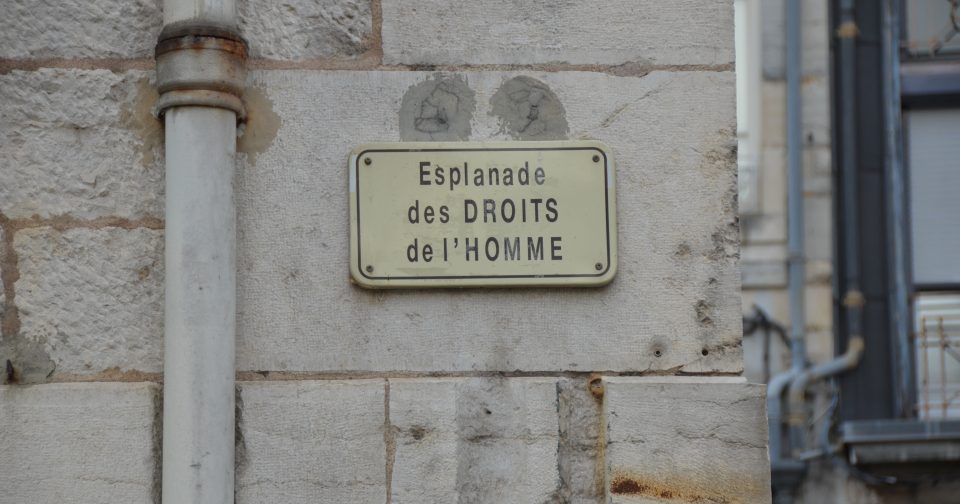 Esplanade
des DROITS
de l'HOMME